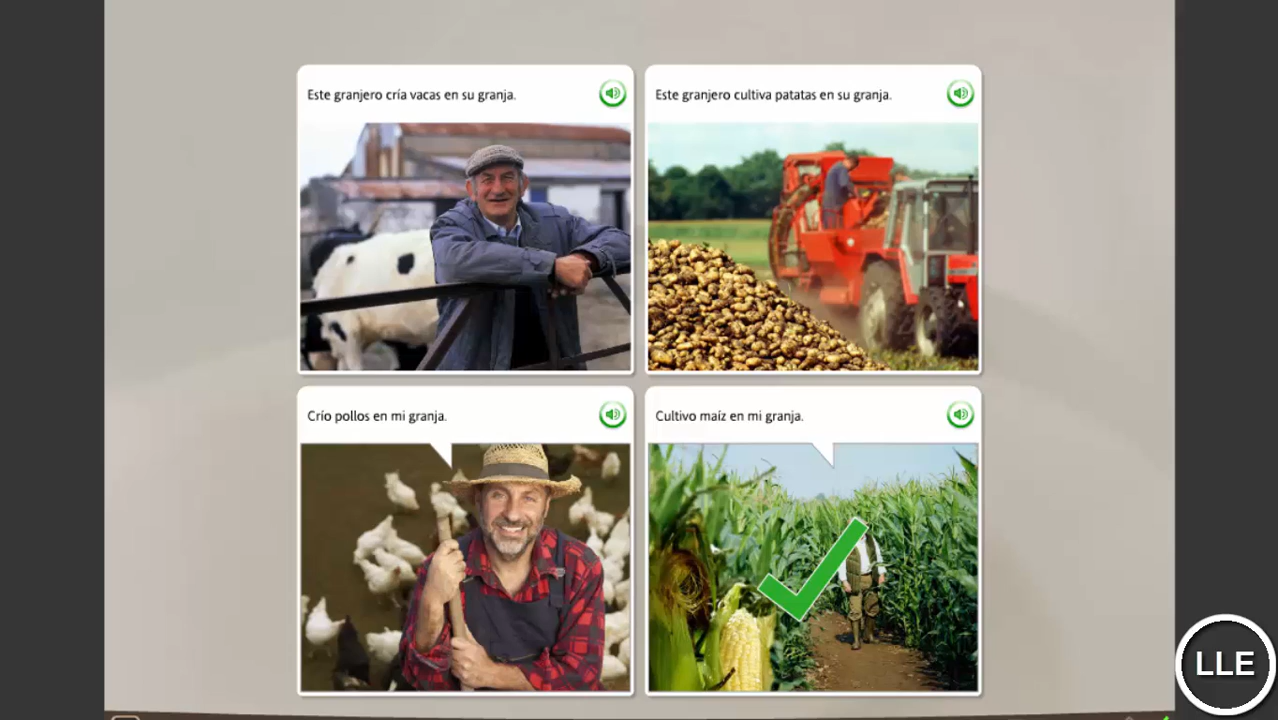 Este granjero cría vacas en su granja.
Este granjero cultiva patatas en su granja.
Crío pollos en mi granja.
Cultivo maíz en mi granja.
LLE